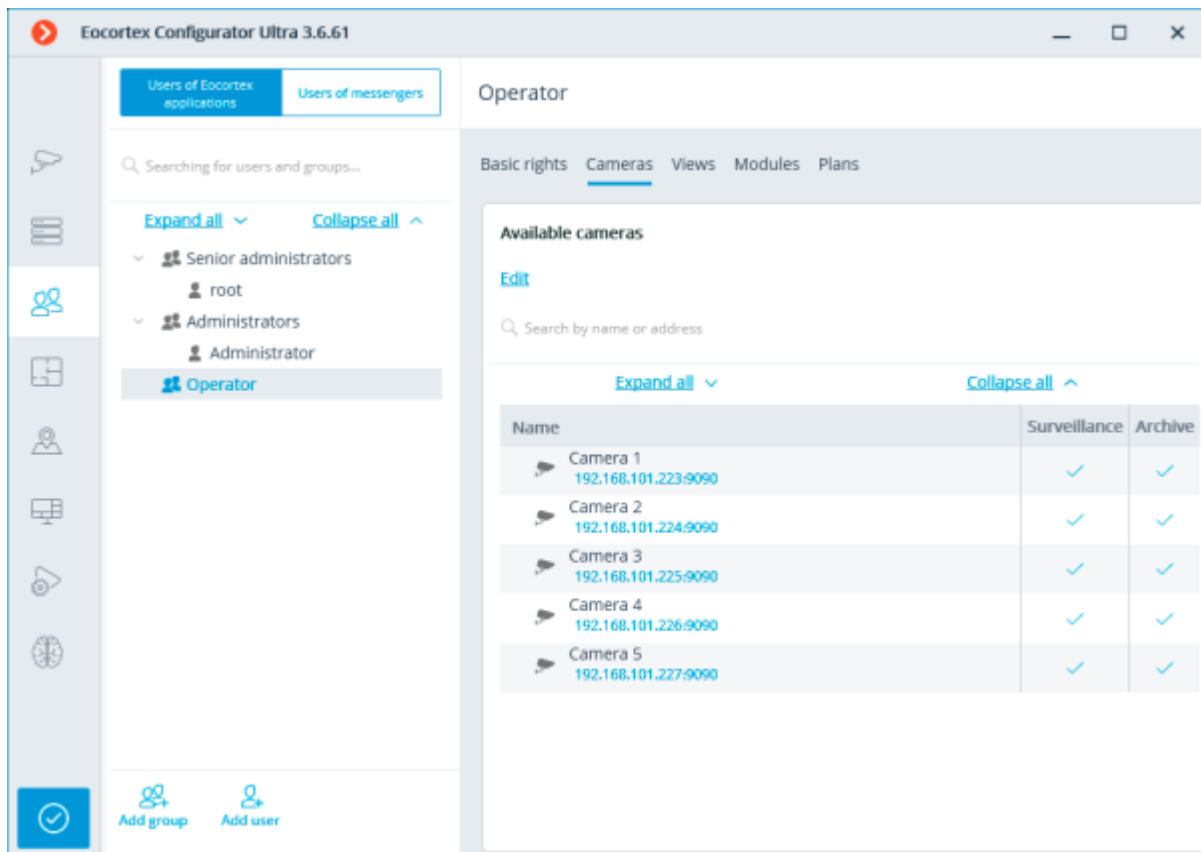 Eocortex Configurator Ultra 3.6.61
Users of Eocortex
applications
Users of messengers
Searching for users and groups...
Expand all
Collapse all
Senior administrators
root
Administrators
Administrator
Operator
Add group
Add user
Operator
Basic rights
Cameras
Views
Modules
Plans
Available cameras
Edit
Search by name or address
Expand all
Collapse all
Name
Surveillance
Archive
Camera 1
192.168.101.223:9090
Camera 2
192.168.101.224:9090
Camera 3
192.168.101.225:9090
Camera 4
192.168.101.226:9090
Camera 5
192.168.101.227:9090